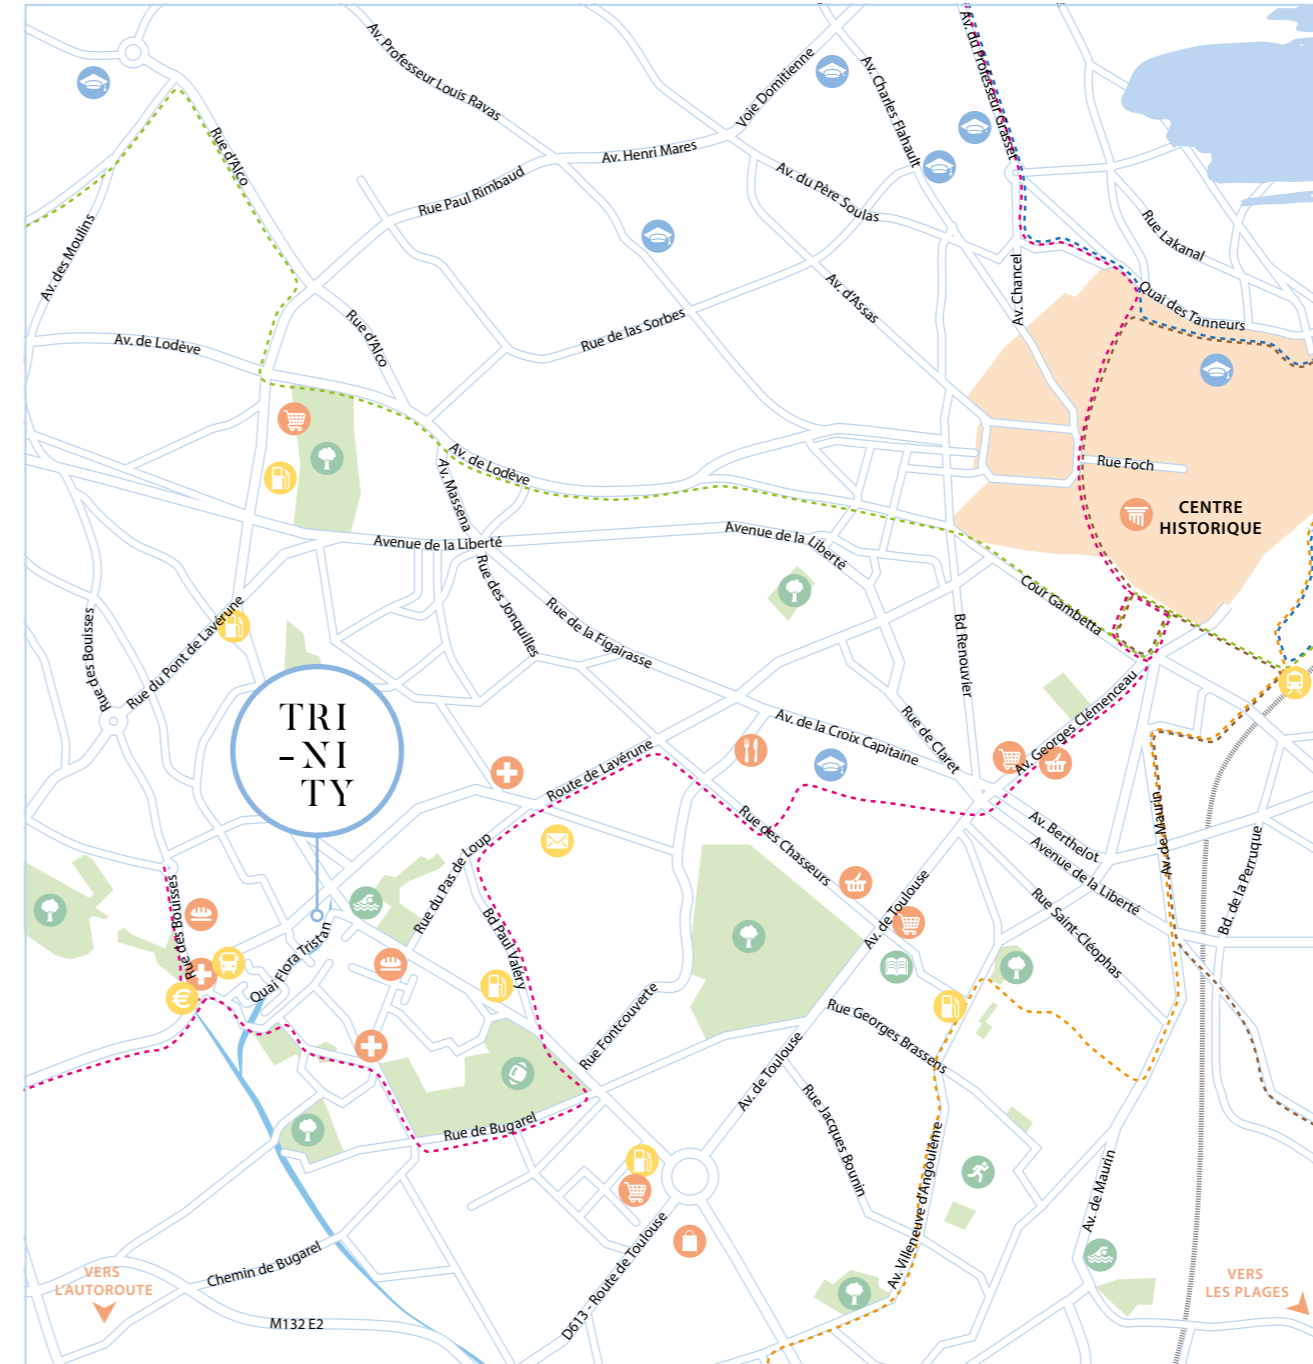 Av. Professeur Louis Ravas
Voie Domitienne
Av. Charles Flahault
Av. du Professeur Grasset
Rue d'Alco
Av. Henri Mares
Rue Paul Rimbaud
Av. du Père Soulas
Rue Lakanal
Av. des Moulins
Av. d'Assas
Av. Chancel
Quai des Tanneurs
Av. de Lodève
Rue d'Alco
Rue de las Sorbes
Av. de Lodève
Rue Foch
Av. Massena
CENTRE
HISTORIQUE
Avenue de la Liberté
Avenue de la Liberté
Rue des Jonquilles
Rue de la Figairasse
Cour Gambetta
Bd Renouvier
Rue des Bouisses
Rue du Pont de Lavérune
TRI
-NI
TY
Av. de la Croix Capitaine
Rue de Claret
Av. Georges Clémenceau
Route de Lavérune
Rue des Chasseurs
Av. Berthelot
Avenue de la Liberté
Av. de Maurin
Bd. de la Perruque
Rue du Pas de Loup
Rue des Bouisses
Quai Flora Tristan
Bd Paul Valéry
Av. de Toulouse
Rue Saint-Cléophas
Rue Fontcouverte
Rue Georges Brassens
Av. de Toulouse
Rue de Bugarel
Rue Jacques Bounin
Av. Villeneuve d'Angoulême
Av. de Maurin
Chemin de Bugarel
D613 - Route de Toulouse
VERS
L'AUTOROUTE
M132 E2
VERS
LES PLAGES